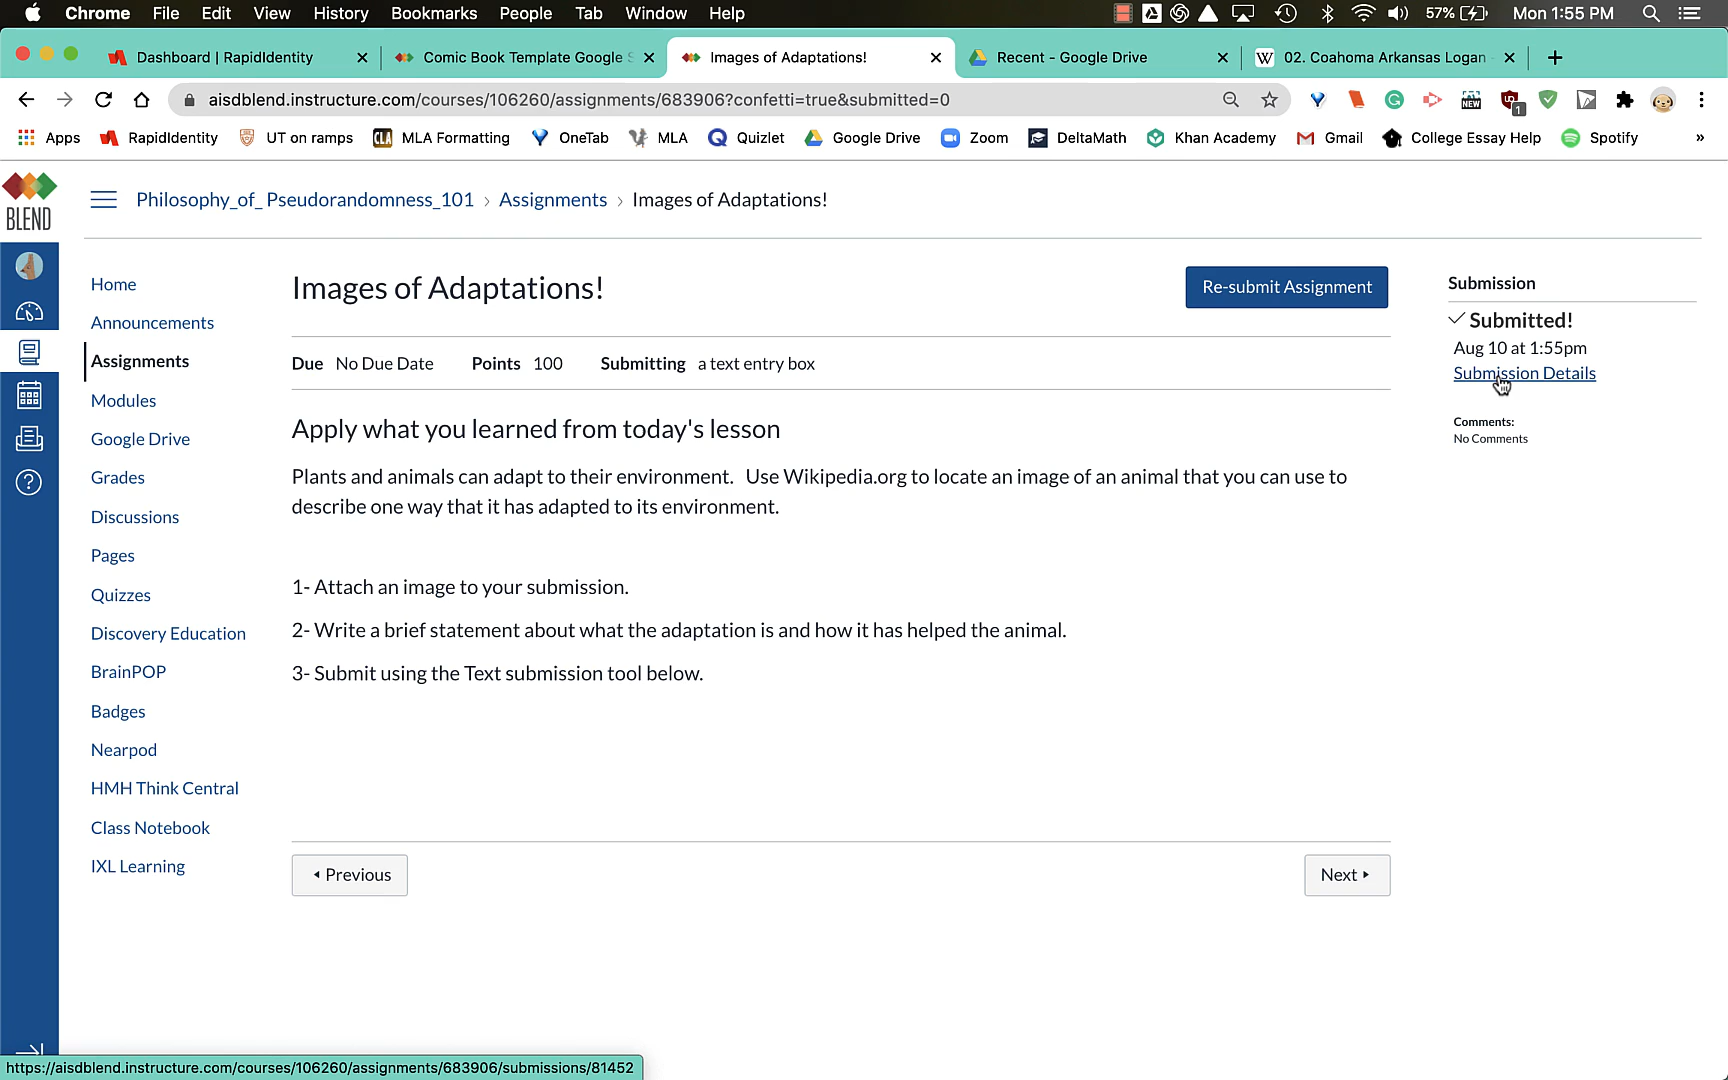 Chrome File Edit View History Bookmarks People Tab Window Help 57% Mon 1:55 PM
Dashboard | RapidIdentity Comic Book Template Google S Images of Adaptations! Recent - Google Drive W 02. Coahoma Arkansas Logan
aisdblend.instructure.com/courses/106260/assignments/683906?confetti=true&submitted=0 NEW 1
Apps RapidIdentity UT on ramps MLA Formatting OneTab MLA Quizlet Google Drive Zoom DeltaMath Khan Academy Gmail College Essay Help Spotify »
BLEND
Philosophy_of_ Pseudorandomness_101 › Assignments › Images of Adaptations!
Home
Announcements
Assignments
Modules
Google Drive
Grades
Discussions
Pages
Quizzes
Discovery Education
BrainPOP
Badges
Nearpod
HMH Think Central
Class Notebook
IXL Learning
Images of Adaptations!
Re-submit Assignment
Due No Due Date Points 100 Submitting a text entry box
Apply what you learned from today's lesson
Plants and animals can adapt to their environment. Use Wikipedia.org to locate an image of an animal that you can use to
describe one way that it has adapted to its environment.
1- Attach an image to your submission.
2- Write a brief statement about what the adaptation is and how it has helped the animal.
3- Submit using the Text submission tool below.
Previous
Next
Submission
Submitted!
Aug 10 at 1:55pm
Submission Details
Comments:
No Comments
https://aisdblend.instructure.com/courses/106260/assignments/683906/submissions/81452